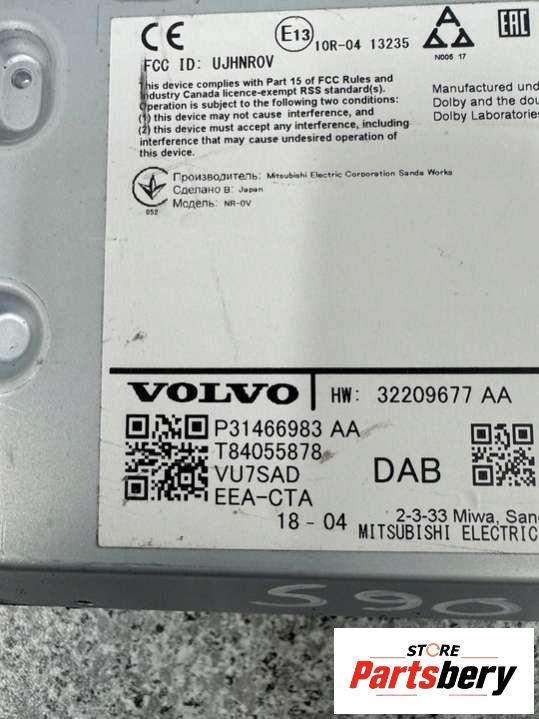 CE E13 10R-04 13235 N005 17 EAC
FCC ID: UJHNR0V
This device complies with Part 15 of FCC Rules and
Industry Canada licence-exempt RSS standard(s).
Operation is subject to the following two conditions:
(1) this device may not cause interference, and
(2) this device must accept any interference, including
interference that may cause undesired operation of
this device.
Manufactured und
Dolby and the dou
Dolby Laboratorie
Производитель: Mitsubishi Electric Corporation Sanda Works
Сделано в: Japan
Модель: NR-0V
052
VOLVO HW: 32209677 AA
P31466983 AA
T84055878
VU7SAD DAB
EEA-CTA
18-04 2-3-33 Miwa, San
MITSUBISHI ELECTRIC
S90
STORE
Partsbery